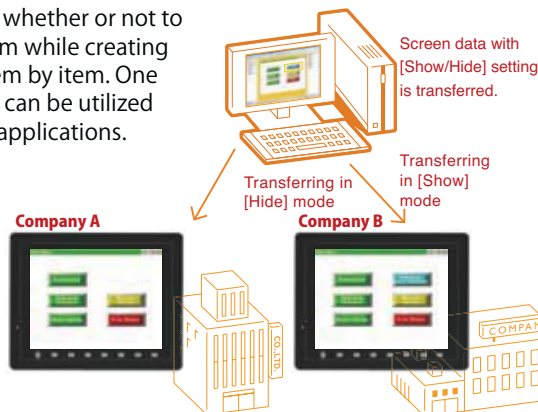 whether or not to
m while creating
em by item. One
can be utilized
applications.
Screen data with
[Show/Hide] setting
is transferred.
Transferring in
[Hide] mode
Transferring
in [Show]
mode
Company A
Company B
CO.,LTD.
COMPAN